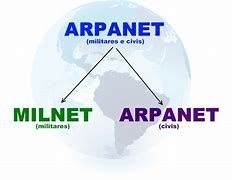 ARPANET
(militares e civis)
MILNET
(militares)
ARPANET
(civis)